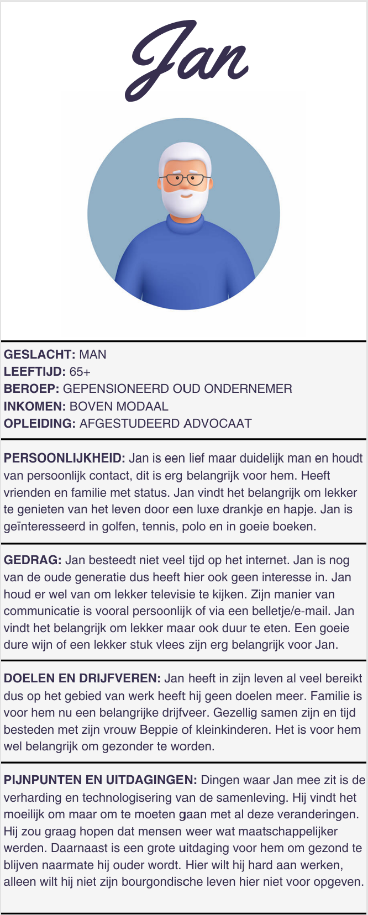 Jan
GESLACHT: MAN
LEEFTIJD: 65+
BEROEP: GEPENSIONEERD OUD ONDERNEMER
INKOMEN: BOVEN MODAAL
OPLEIDING: AFGESTUDEERD ADVOCAAT
PERSOONLIJKHEID: Jan is een lief maar duidelijk man en houdt
van persoonlijk contact, dit is erg belangrijk voor hem. Heeft
vrienden en familie met status. Jan vindt het belangrijk om lekker
te genieten van het leven door een luxe drankje en hapje. Jan is
geïnteresseerd in golfen, tennis, polo en in goeie boeken.
GEDRAG: Jan besteedt niet veel tijd op het internet. Jan is nog
van de oude generatie dus heeft hier ook geen interesse in. Jan
houd er wel van om lekker televisie te kijken. Zijn manier van
communicatie is vooral persoonlijk of via een belletje/e-mail. Jan
vindt het belangrijk om lekker maar ook duur te eten. Een goeie
dure wijn of een lekker stuk vlees zijn erg belangrijk voor Jan.
DOELEN EN DRIJFVEREN: Jan heeft in zijn leven al veel bereikt
dus op het gebied van werk heeft hij geen doelen meer. Familie is
voor hem nu een belangrijke drijfveer. Gezellig samen zijn en tijd
besteden met zijn vrouw Beppie of kleinkinderen. Het is voor hem
wel belangrijk om gezonder te worden.
PIJNPUNTEN EN UITDAGINGEN: Dingen waar Jan mee zit is de
verharding en technologisering van de samenleving. Hij vindt het
moeilijk om maar om te moeten gaan met al deze veranderingen.
Hij zou graag hopen dat mensen weer wat maatschappelijker
werden. Daarnaast is een grote uitdaging voor hem om gezond te
blijven naarmate hij ouder wordt. Hier wilt hij hard aan werken,
alleen wilt hij niet zijn bourgondische leven hier niet voor opgeven.